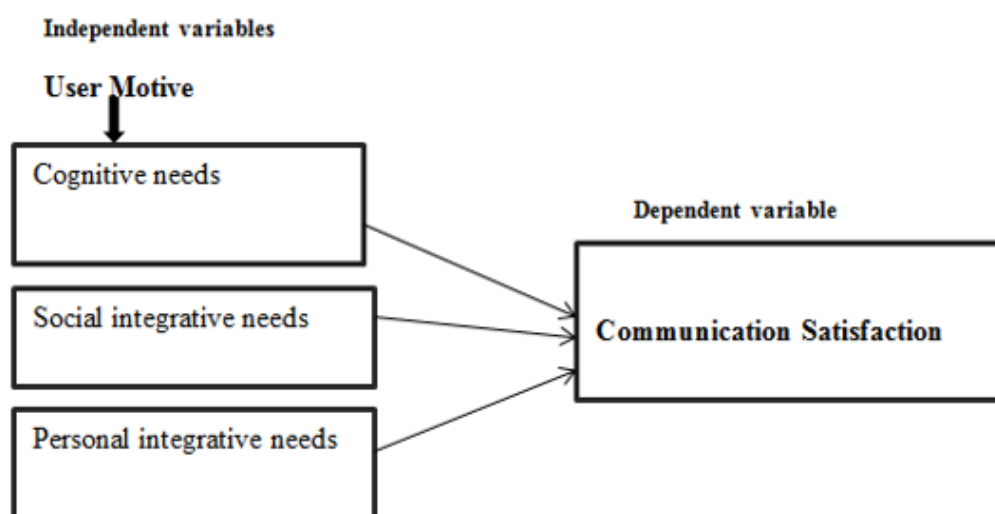 Independent variables
User Motive
Cognitive needs
Dependent variable
Social integrative needs
Communication Satisfaction
Personal integrative needs